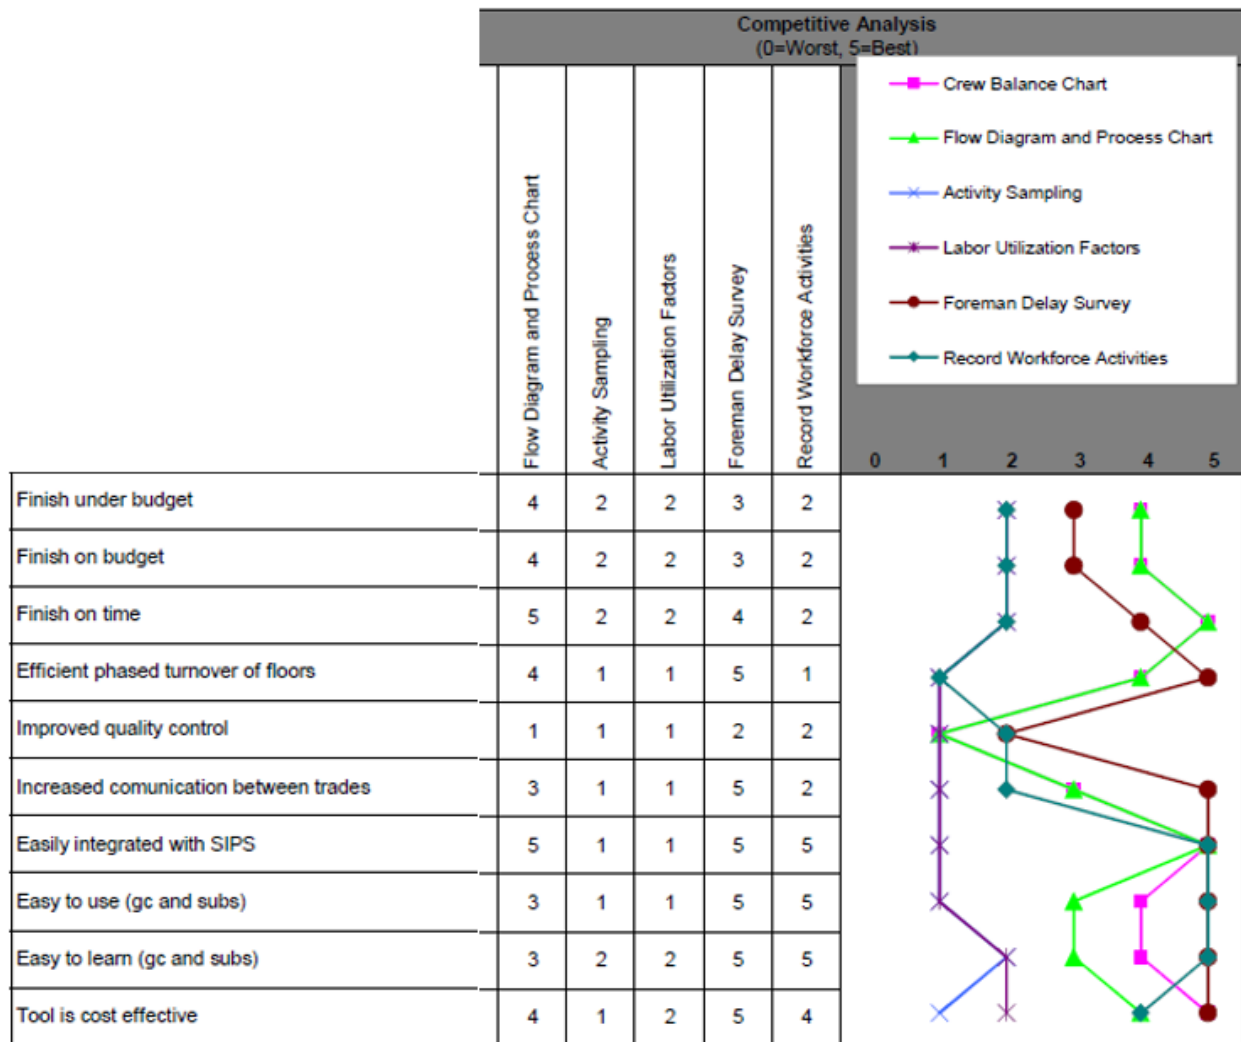 Competitive Analysis
(0=Worst, 5=Best)
Crew Balance Chart
Flow Diagram and Process Chart
Activity Sampling
Labor Utilization Factors
Foreman Delay Survey
Record Workforce Activities
Flow Diagram and Process Chart
Activity Sampling
Labor Utilization Factors
Foreman Delay Survey
Record Workforce Activities
0 1 2 3 4 5
Finish under budget 4 2 2 3 2
Finish on budget 4 2 2 3 2
Finish on time 5 2 2 4 2
Efficient phased turnover of floors 4 1 1 5 1
Improved quality control 1 1 1 2 2
Increased comunication between trades 3 1 1 5 2
Easily integrated with SIPS 5 1 1 5 5
Easy to use (gc and subs) 3 1 1 5 5
Easy to learn (gc and subs) 3 2 2 5 5
Tool is cost effective 4 1 2 5 4